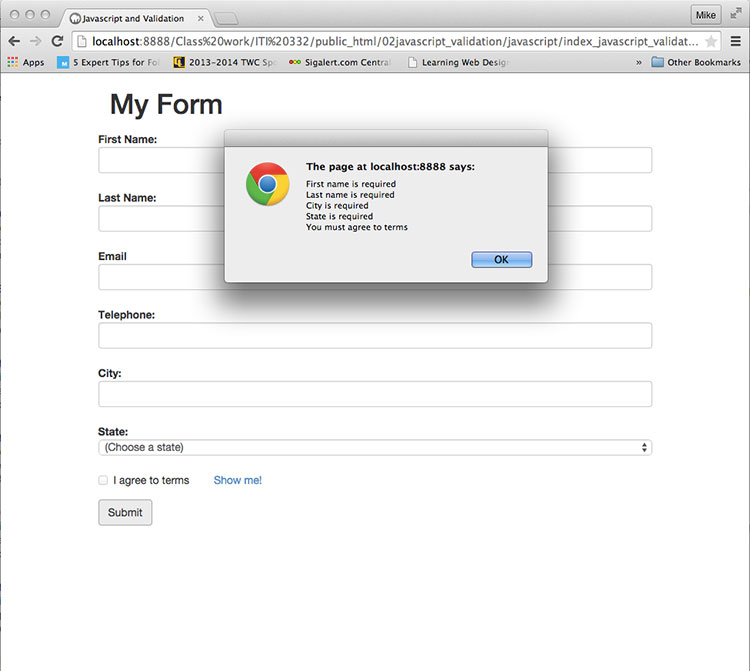 Javascript and Validation
Mike
localhost:8888/Class%20work/ITI%20332/public_html/02javascript_validation/javascript/index_javascript_validat...
Apps
5 Expert Tips for Fol
2013-2014 TWC Spo
Sigalert.com Central
Learning Web Design
»
Other Bookmarks
My Form
The page at localhost:8888 says:
First name is required
Last name is required
City is required
State is required
You must agree to terms
OK
First Name:
Last Name:
Email
Telephone:
City:
State:
(Choose a state)
I agree to terms
Show me!
Submit